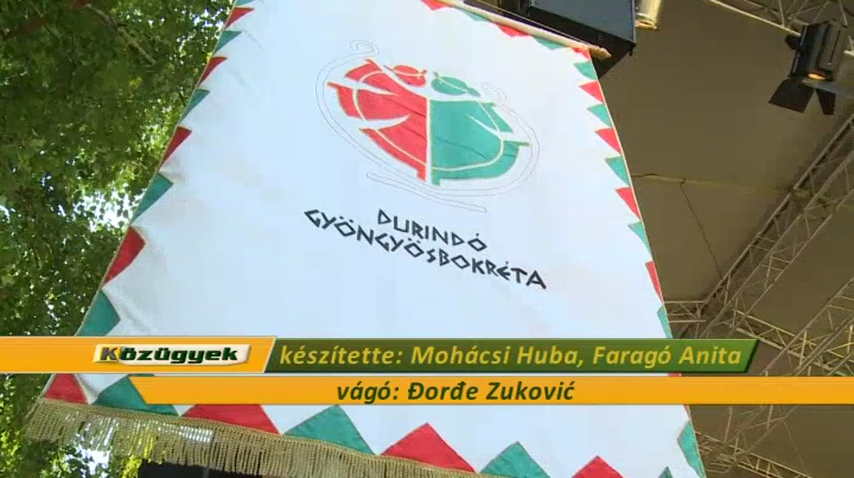 DURINDÓ
GYÖNGYÖSBOKRÉTA
Közügyek
készítette: Mohácsi Huba, Faragó Anita
vágó: Đorđe Zuković